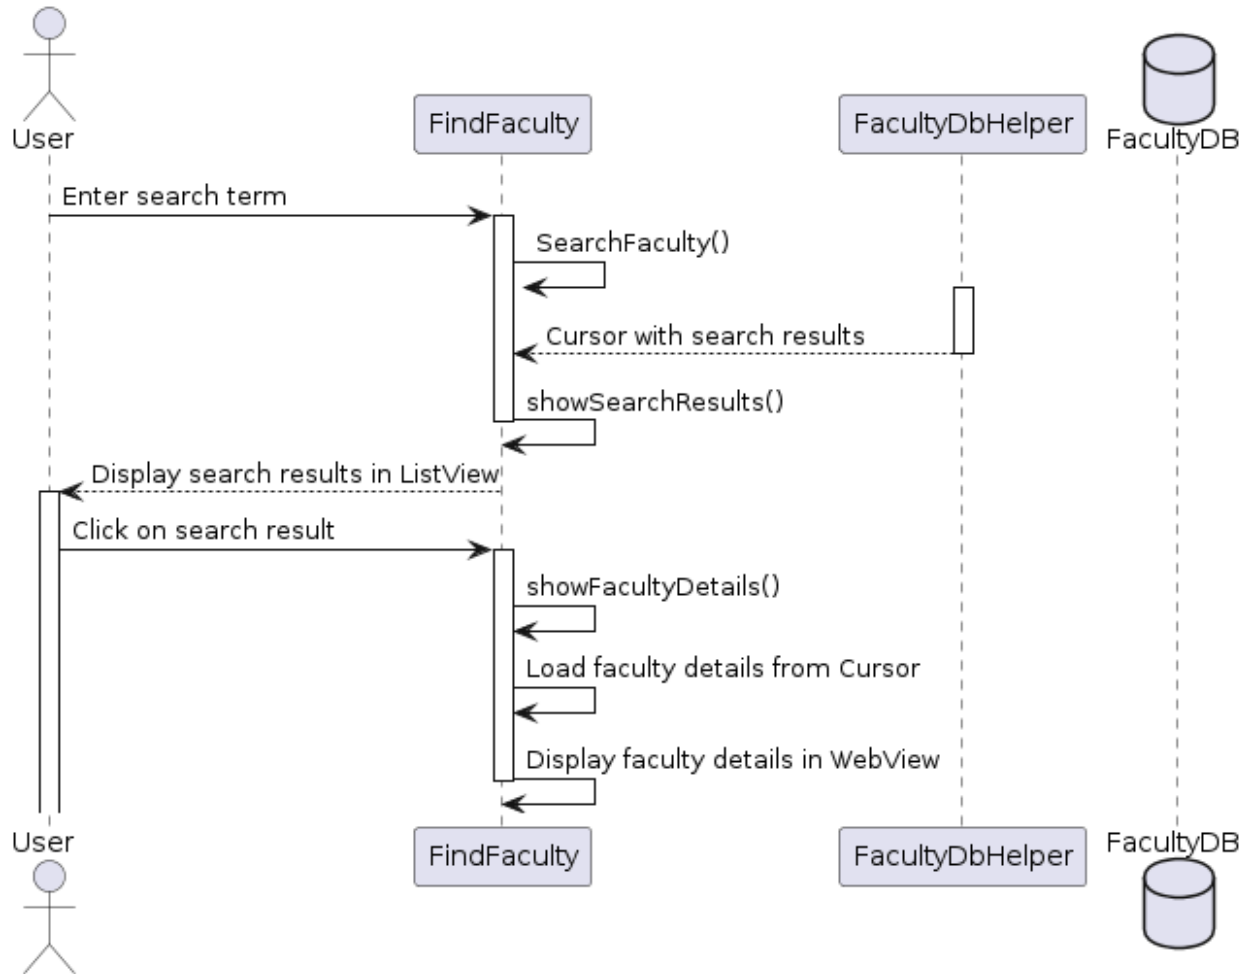 User
FindFaculty
FacultyDbHelper
FacultyDB
Enter search term
SearchFaculty()
Cursor with search results
showSearchResults()
Display search results in ListView
Click on search result
showFacultyDetails()
Load faculty details from Cursor
Display faculty details in WebView
User
FindFaculty
FacultyDbHelper
FacultyDB